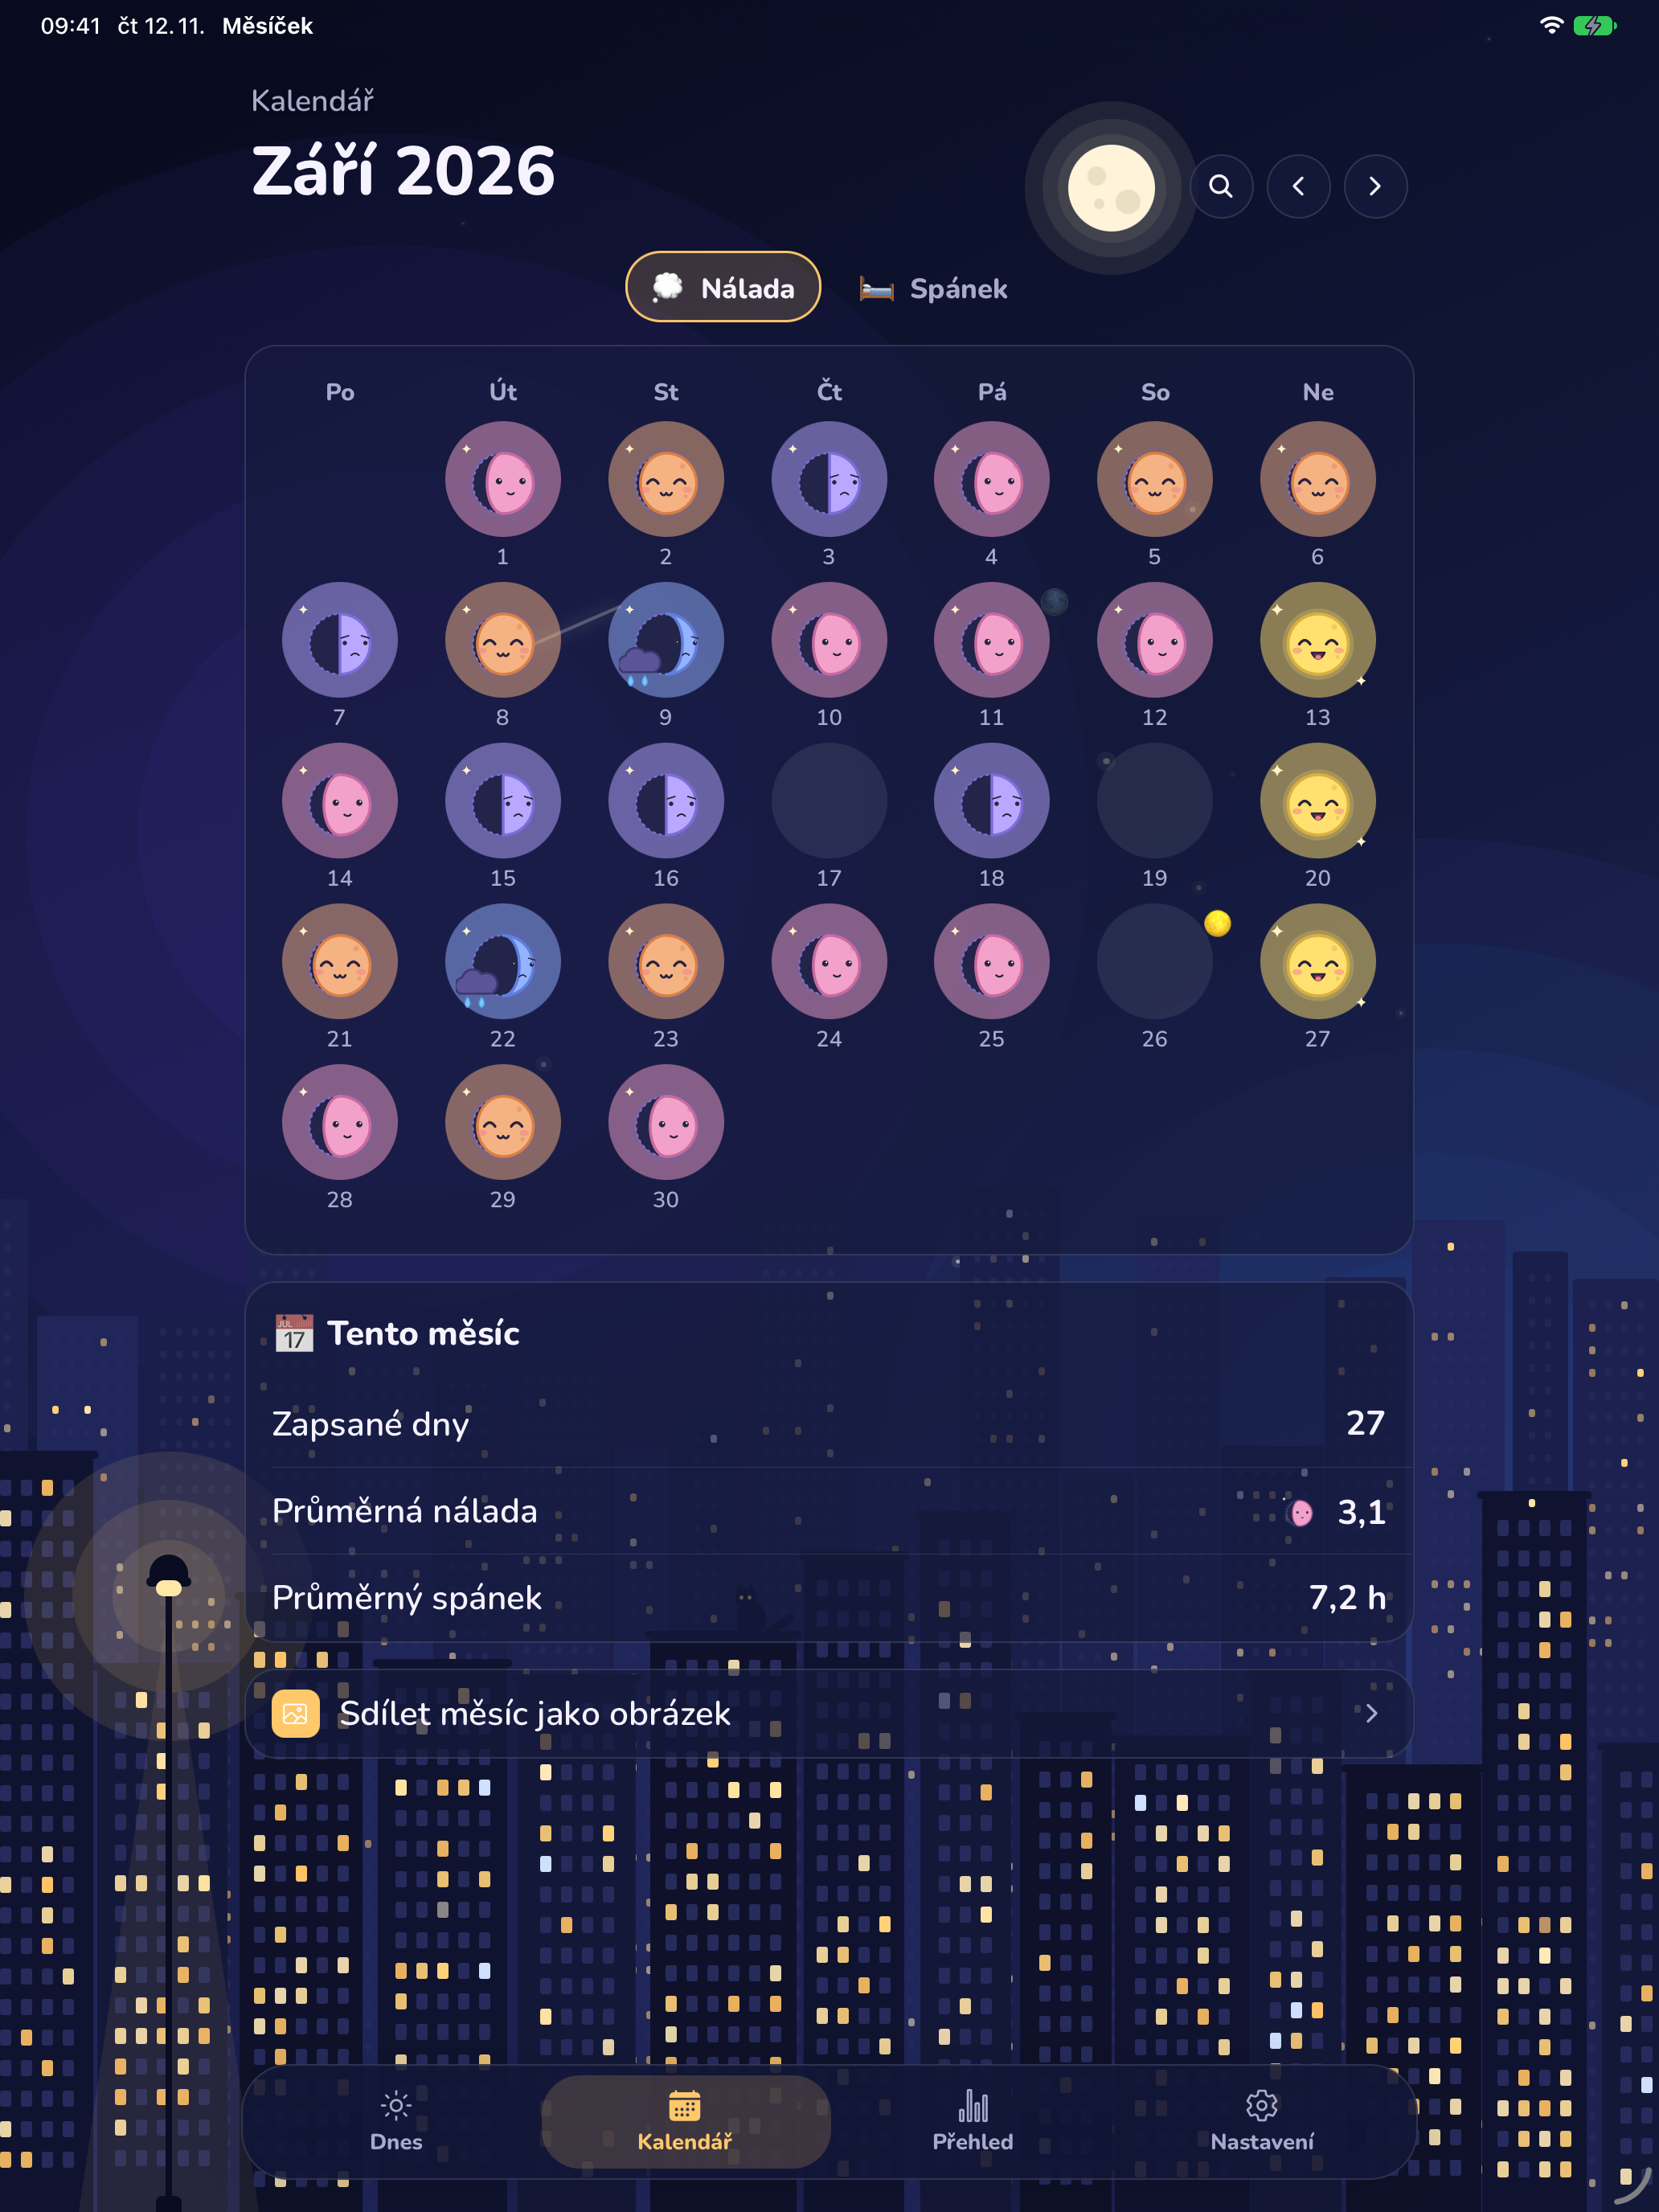 09:41 čt 12. 11. Měsíček
Kalendář
Září 2026
Nálada Spánek
Po Út St Čt Pá So Ne
1 2 3 4 5 6
7 8 9 10 11 12 13
14 15 16 17 18 19 20
21 22 23 24 25 26 27
28 29 30
JUL 17 Tento měsíc
Zapsané dny 27
Průměrná nálada 3,1
Průměrný spánek 7,2 h
Sdílet měsíc jako obrázek
Dnes Kalendář Přehled Nastavení